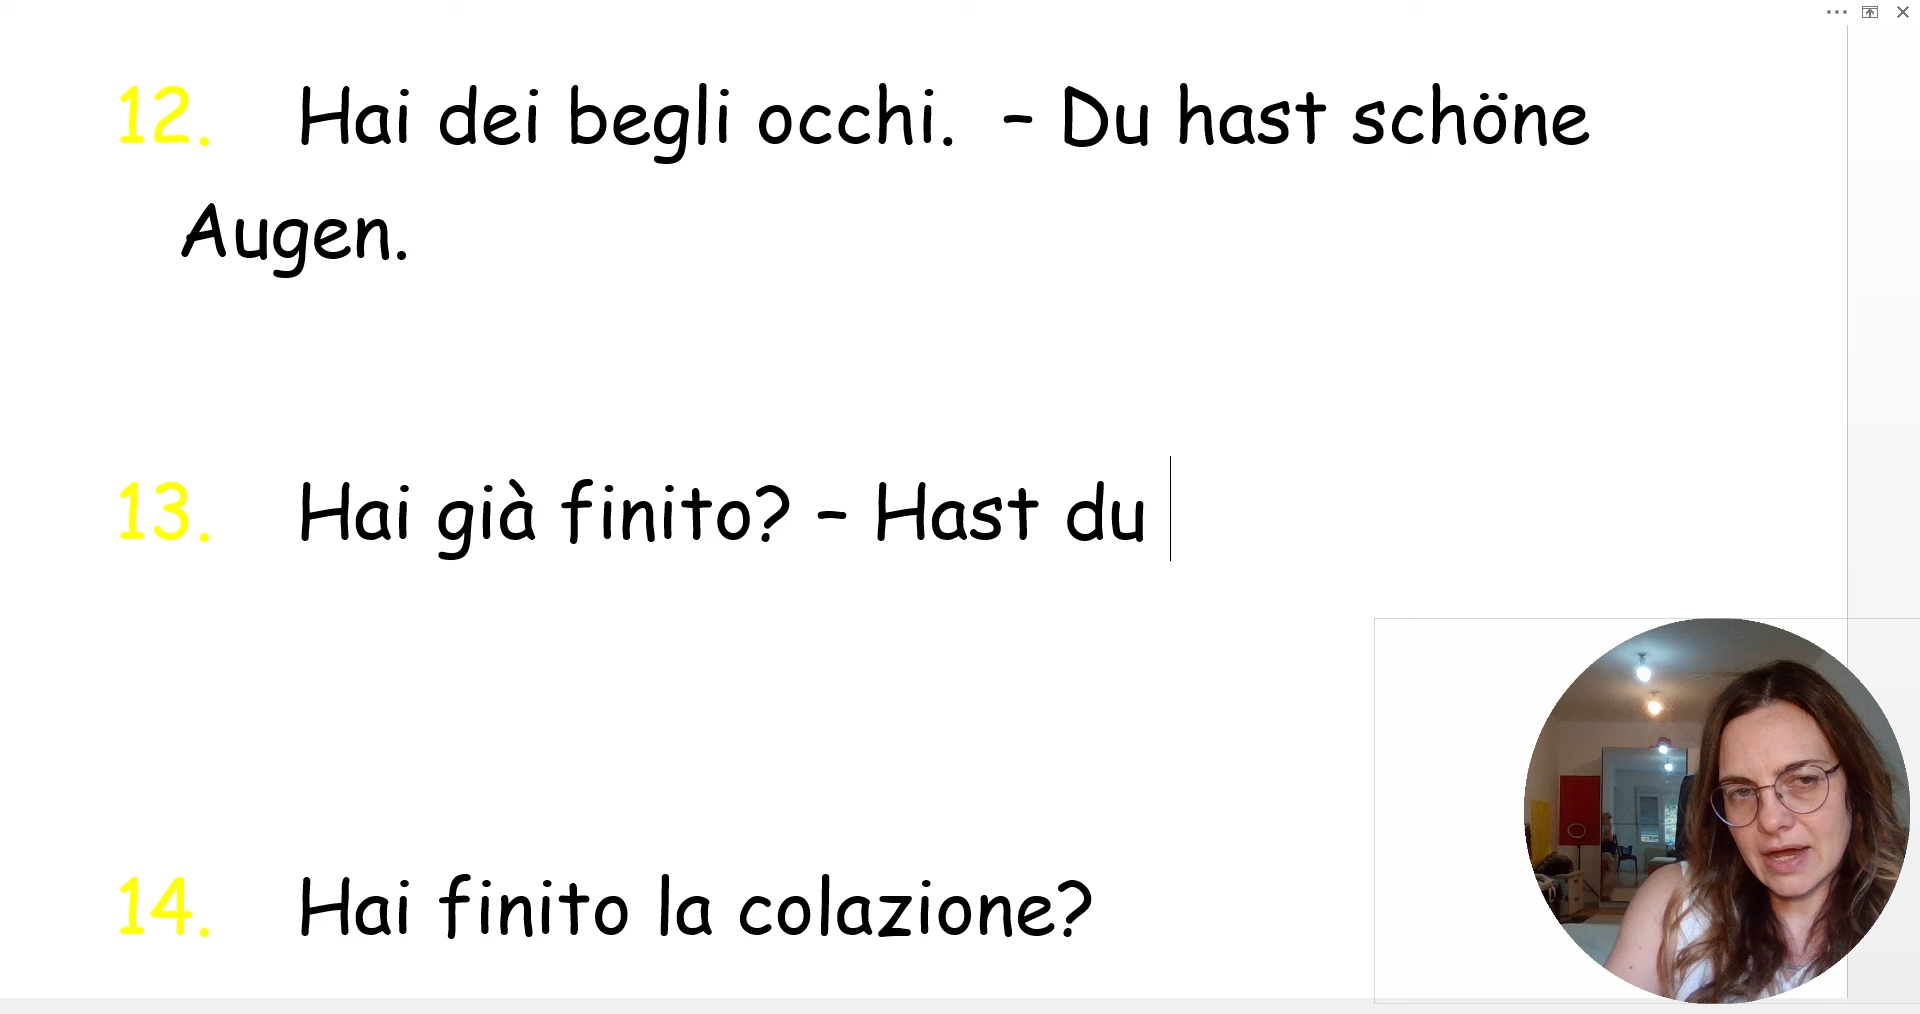 12. Hai dei begli occhi. – Du hast schöne
Augen.
13. Hai già finito? – Hast du
14. Hai finito la colazione?